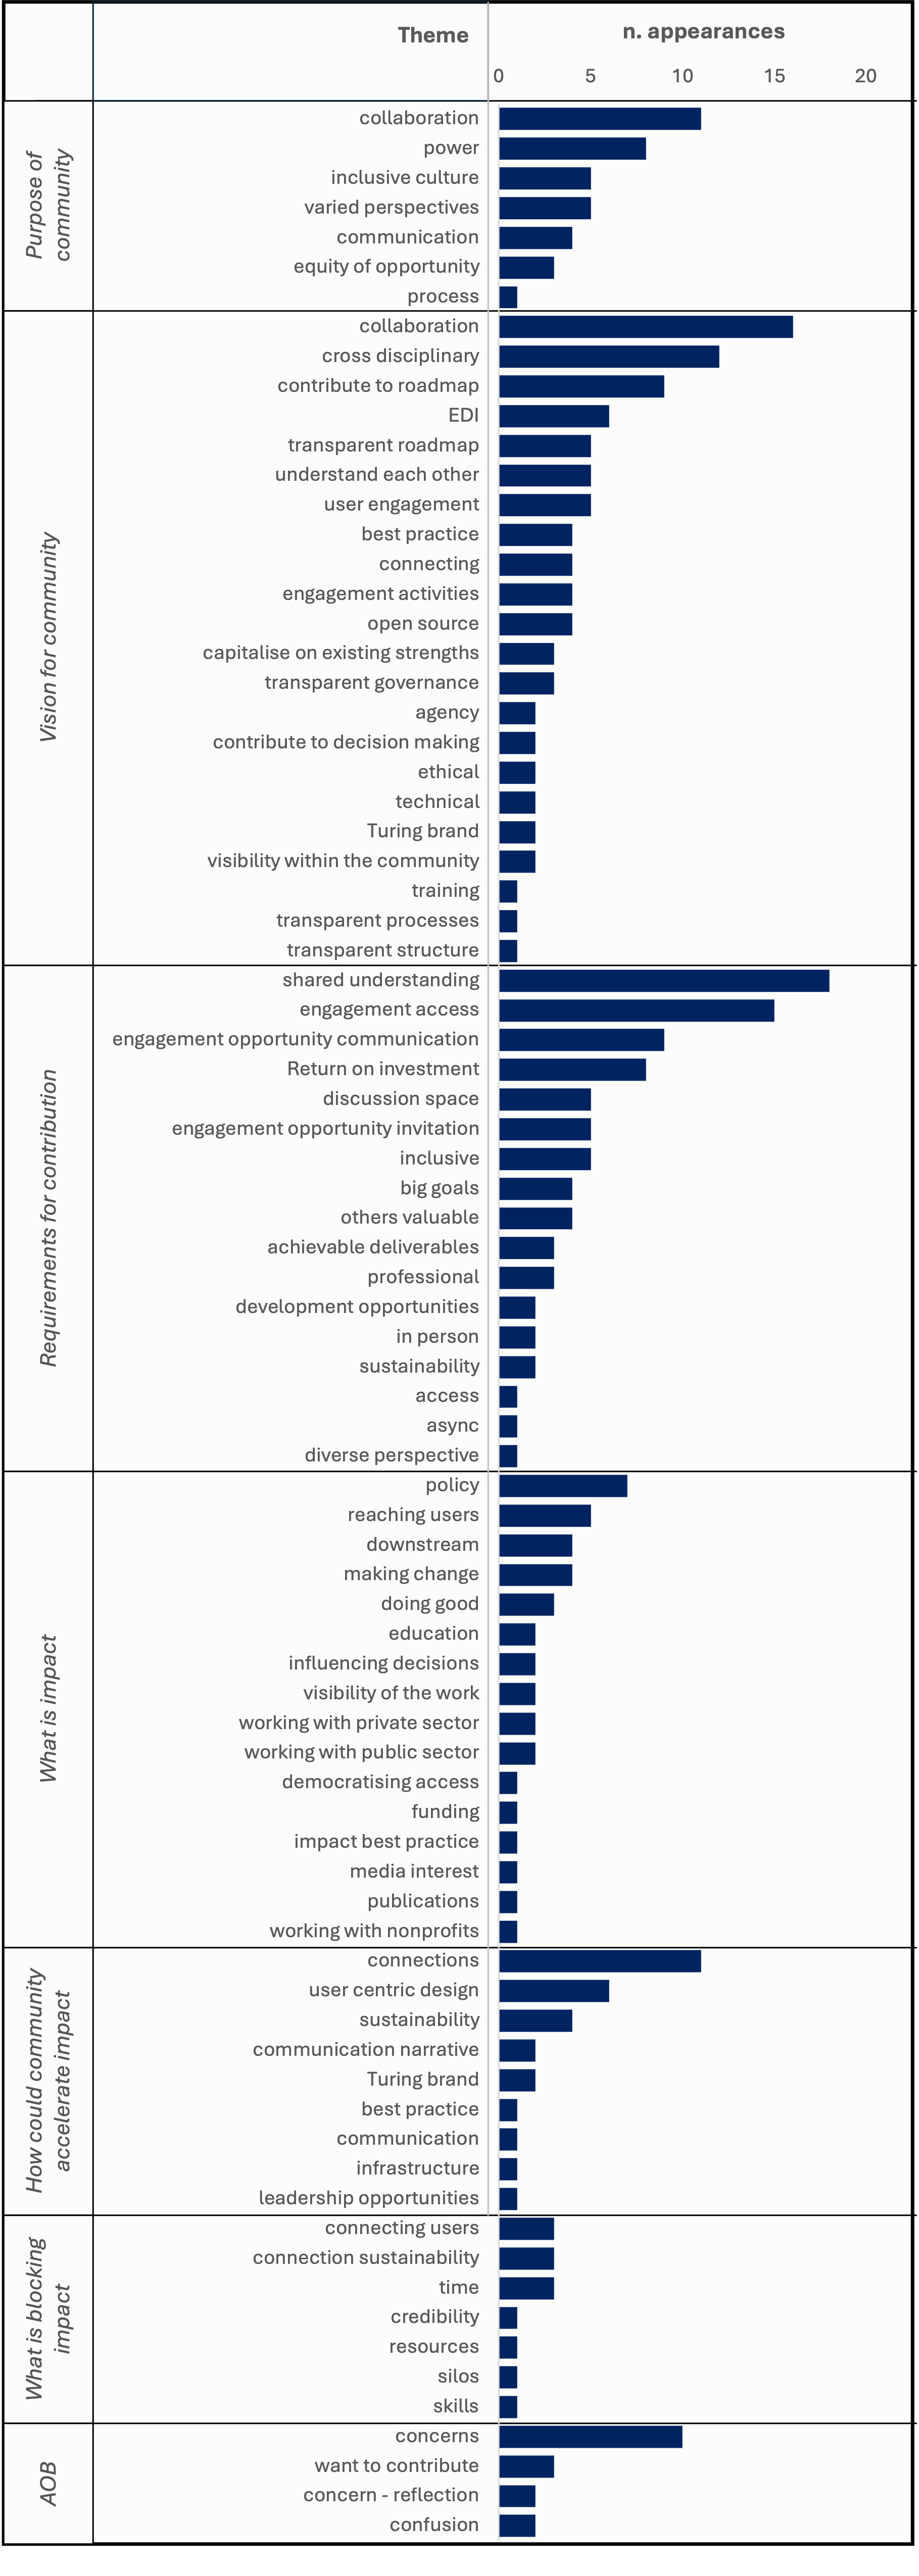 Theme
n. appearances
0 5 10 15 20
Purpose of
community
collaboration
power
inclusive culture
varied perspectives
communication
equity of opportunity
process
Vision for community
collaboration
cross disciplinary
contribute to roadmap
EDI
transparent roadmap
understand each other
user engagement
best practice
connecting
engagement activities
open source
capitalise on existing strengths
transparent governance
agency
contribute to decision making
ethical
technical
Turing brand
visibility within the community
training
transparent processes
transparent structure
Requirements for contribution
shared understanding
engagement access
engagement opportunity communication
Return on investment
discussion space
engagement opportunity invitation
inclusive
big goals
others valuable
achievable deliverables
professional
development opportunities
in person
sustainability
access
async
diverse perspective
What is impact
policy
reaching users
downstream
making change
doing good
education
influencing decisions
visibility of the work
working with private sector
working with public sector
democratising access
funding
impact best practice
media interest
publications
working with nonprofits
How could community
accelerate impact
connections
user centric design
sustainability
communication narrative
Turing brand
best practice
communication
infrastructure
leadership opportunities
What is blocking
impact
connecting users
connection sustainability
time
credibility
resources
silos
skills
AOB
concerns
want to contribute
concern - reflection
confusion